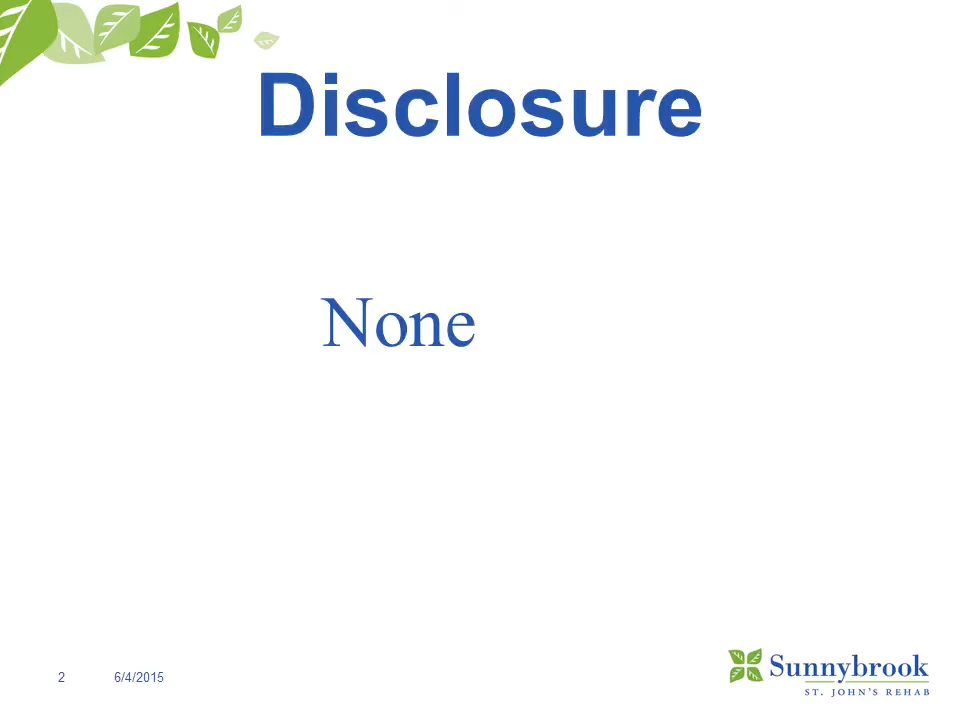 Disclosure
None
2 6/4/2015
Sunnybrook
ST. JOHN'S REHAB